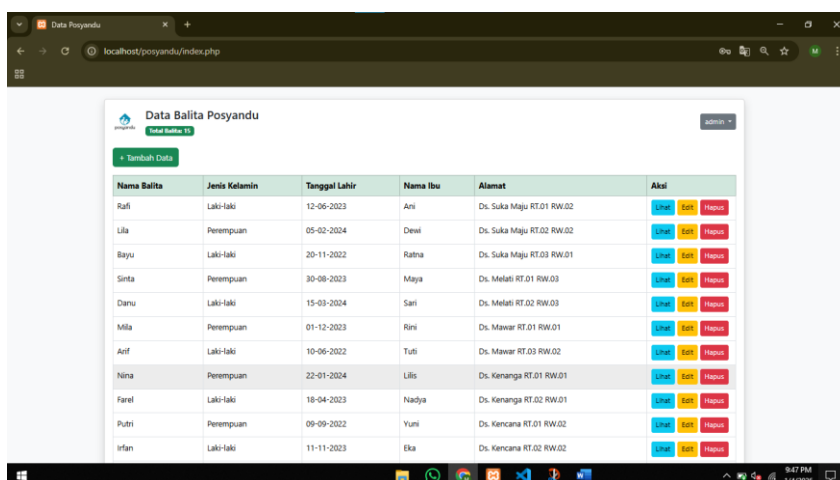 Data Posyandu
localhost/posyandu/index.php
M
posyandu
Data Balita Posyandu
Total Balita: 15
admin
+ Tambah Data
Nama Balita Jenis Kelamin Tanggal Lahir Nama Ibu Alamat Aksi
Rafi Laki-laki 12-06-2023 Ani Ds. Suka Maju RT.01 RW.02 Lihat Edit Hapus
Lila Perempuan 05-02-2024 Dewi Ds. Suka Maju RT.02 RW.02 Lihat Edit Hapus
Bayu Laki-laki 20-11-2022 Ratna Ds. Suka Maju RT.03 RW.01 Lihat Edit Hapus
Sinta Perempuan 30-08-2023 Maya Ds. Melati RT.01 RW.03 Lihat Edit Hapus
Danu Laki-laki 15-03-2024 Sari Ds. Melati RT.02 RW.03 Lihat Edit Hapus
Mila Perempuan 01-12-2023 Rini Ds. Mawar RT.01 RW.01 Lihat Edit Hapus
Arif Laki-laki 10-06-2022 Tuti Ds. Mawar RT.03 RW.02 Lihat Edit Hapus
Nina Perempuan 22-01-2024 Lilis Ds. Kenanga RT.01 RW.01 Lihat Edit Hapus
Farel Laki-laki 18-04-2023 Nadya Ds. Kenanga RT.02 RW.01 Lihat Edit Hapus
Putri Perempuan 09-09-2022 Yuni Ds. Kencana RT.01 RW.02 Lihat Edit Hapus
Irfan Laki-laki 11-11-2023 Eka Ds. Kencana RT.02 RW.02 Lihat Edit Hapus
9:47 PM